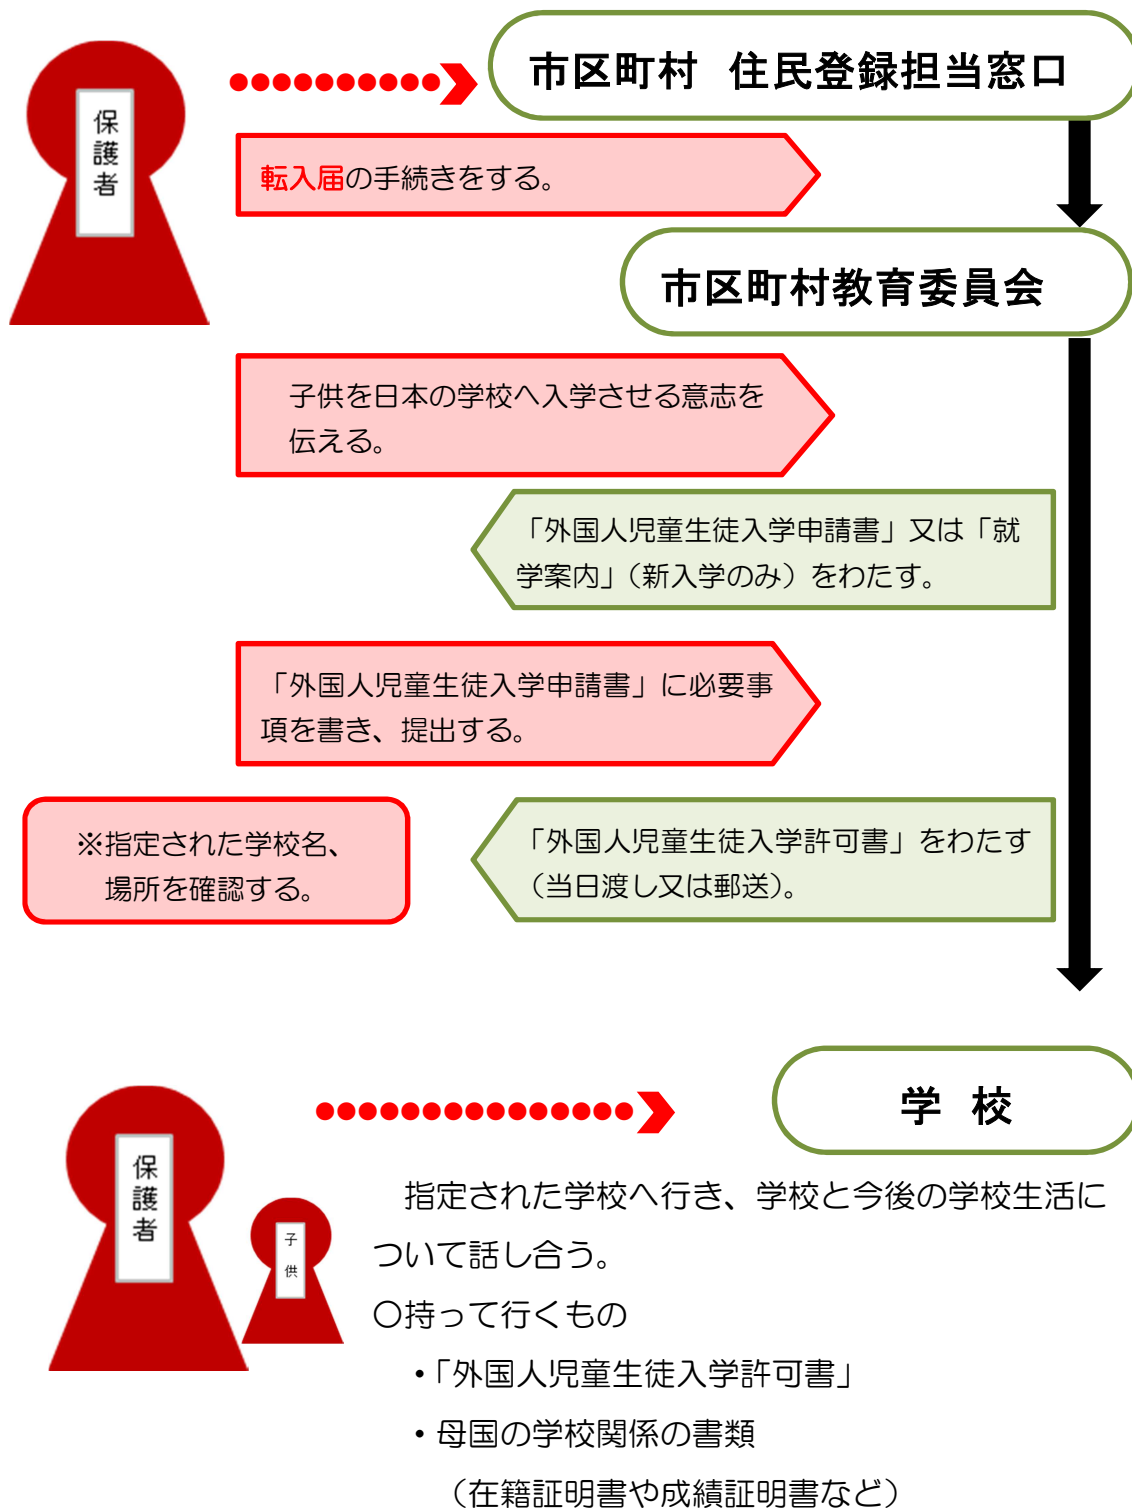 市区町村 住民登録担当窓口
保護者
転入届の手続きをする。
市区町村教育委員会
子供を日本の学校へ入学させる意志を
伝える。
「外国人児童生徒入学申請書」又は「就
学案内」(新入学のみ)をわたす。
「外国人児童生徒入学申請書」に必要事
項を書き、提出する。
※指定された学校名、
場所を確認する。
「外国人児童生徒入学許可書」をわたす
(当日渡し又は郵送)。
学 校
保護者
子供
指定された学校へ行き、学校と今後の学校生活に
ついて話し合う。
○持って行くもの
・「外国人児童生徒入学許可書」
・母国の学校関係の書類
(在籍証明書や成績証明書など)